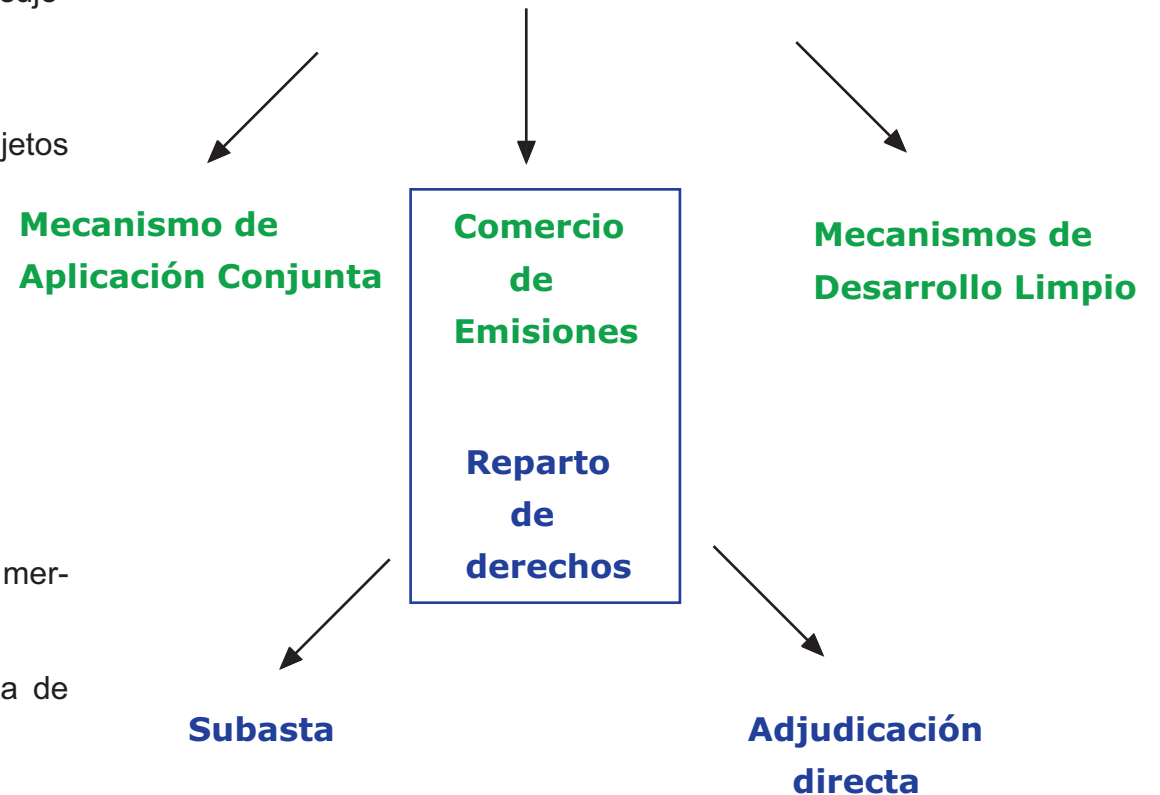 jetos
Mecanismo de
Aplicación Conjunta
Comercio
de
Emisiones
Mecanismos de
Desarrollo Limpio
Reparto
de
derechos
mer-
a de
Subasta
Adjudicación
directa